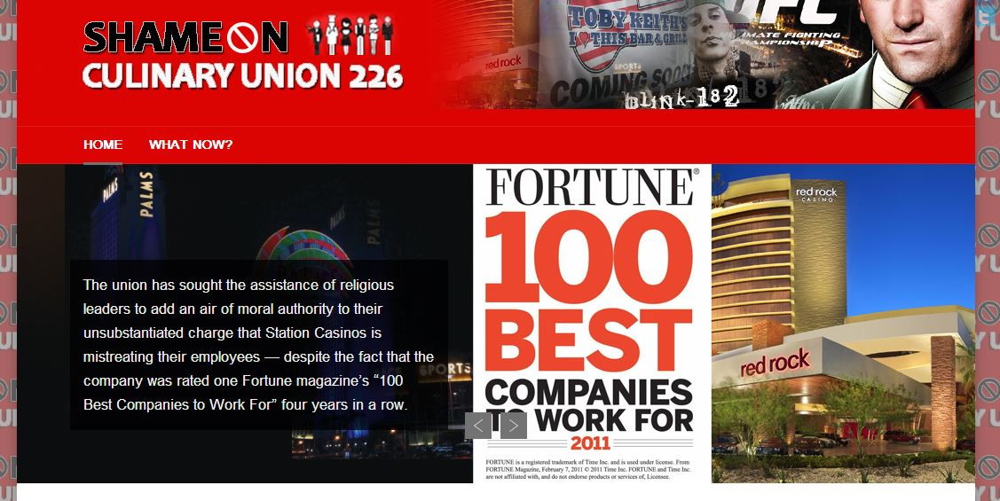 SHAME ON
CULINARY UNION 226
red rock
TOBY KEITH'S
I THIS BAR & GRILL
SPORTS
COMING SOON
blink-182
UFC
ULTIMATE FIGHTING
CHAMPIONSHIP
HOME
WHAT NOW?
PALMS
PALMS
PALMS
PALMS
The union has sought the assistance of religious
leaders to add an air of moral authority to their
unsubstantiated charge that Station Casinos is
mistreating their employees — despite the fact that the
company was rated one Fortune magazine’s “100
Best Companies to Work For” four years in a row.
SPORTS
FORTUNE®
100
BEST
COMPANIES
TO WORK FOR
2011
FORTUNE is a registered trademark of Time Inc. and is used under license. From
FORTUNE Magazine, February 7, 2011 © 2011 Time Inc. FORTUNE and Time Inc.
are not affiliated with, and do not endorse products or services of, Licensee.
red rock
CASINO
red rock